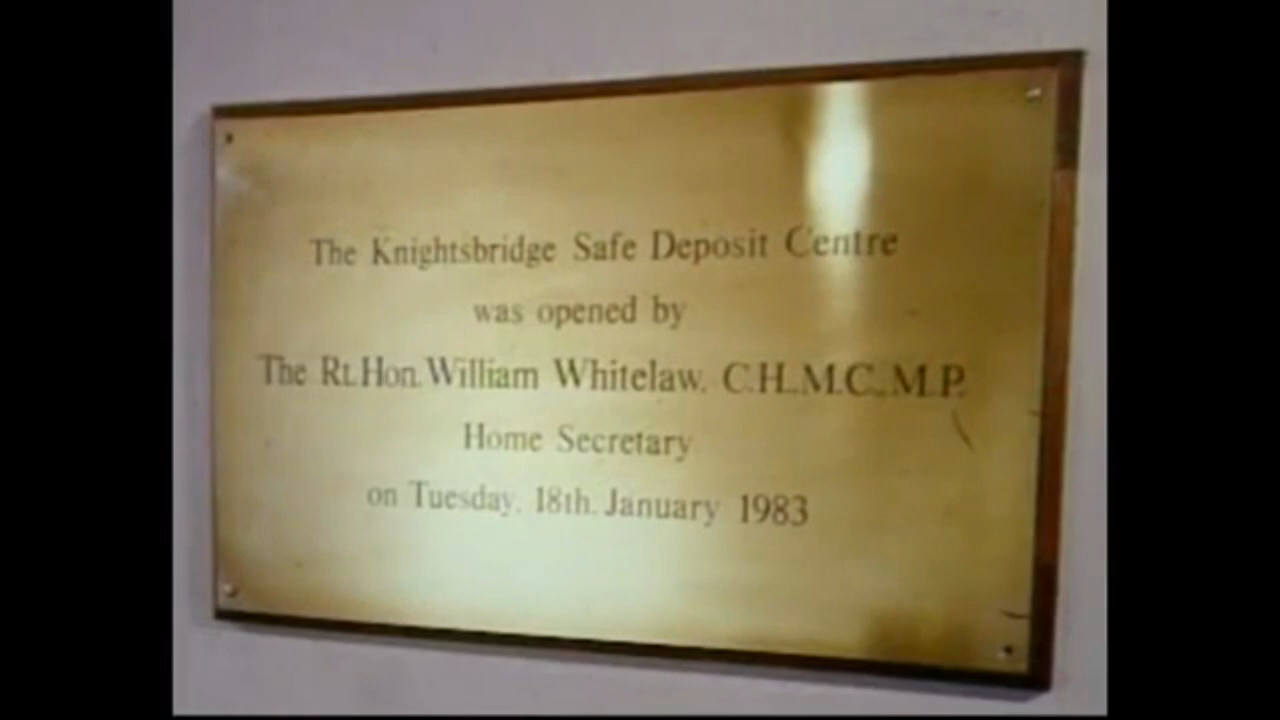 The Knightsbridge Safe Deposit Centre
was opened by
The Rt.Hon.William Whitelaw. C.H.,M.C.,M.P.
Home Secretary
on Tuesday, 18th. January 1983